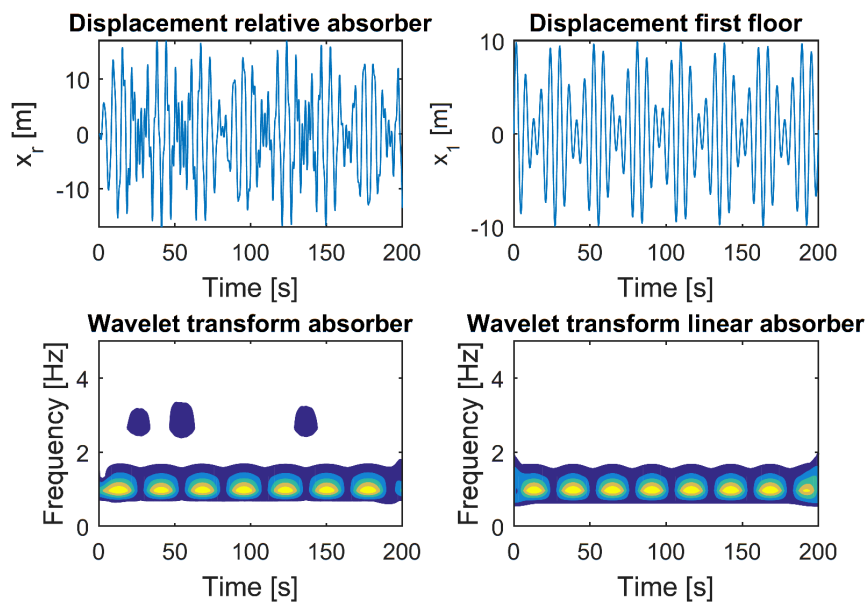 Displacement relative absorber
10
0
-10
x_r [m]
0 50 100 150 200
Time [s]
Displacement first floor
10
0
-10
x_1 [m]
0 50 100 150 200
Time [s]
Wavelet transform absorber
4
2
0
Frequency [Hz]
0 50 100 150 200
Time [s]
Wavelet transform linear absorber
4
2
0
Frequency [Hz]
0 50 100 150 200
Time [s]